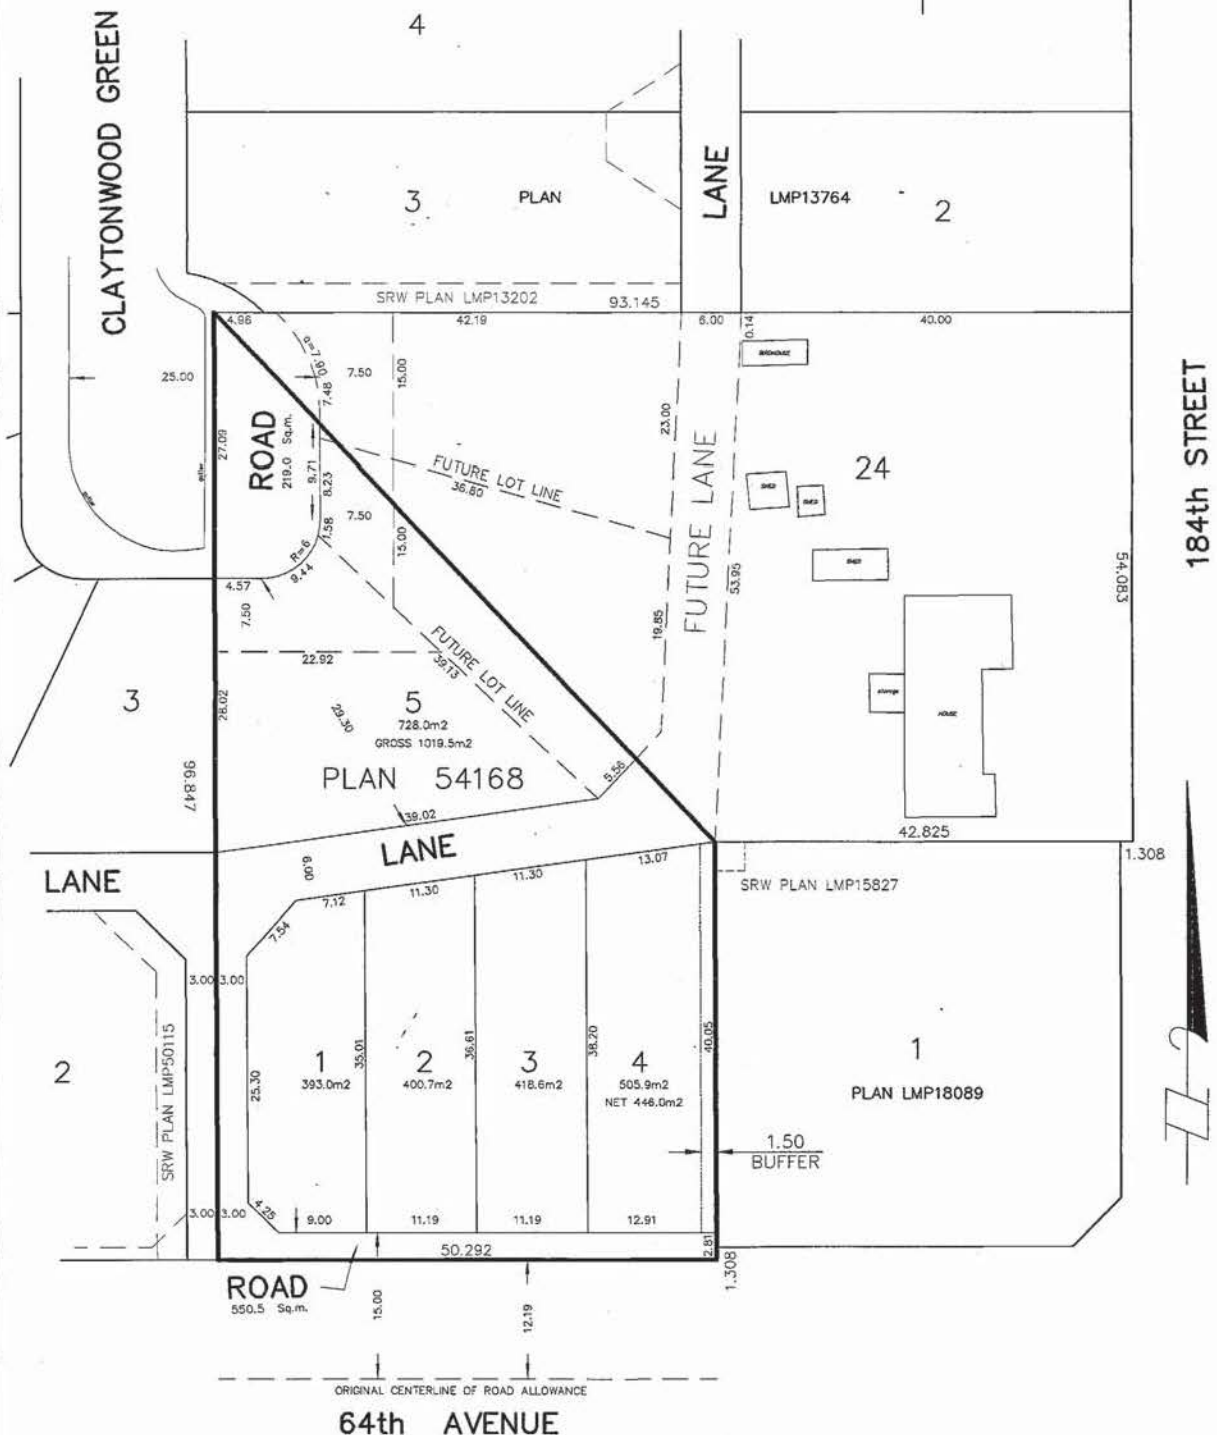 4
CLAYTONWOOD GREEN
3
PLAN
LANE
LMP13764
2
SRW PLAN LMP13202
93.145
4.96
42.19
6.00
0.14
40.00
BIRDHOUSE
25.00
7.50
15.00
7.48
27.09
ROAD
219.0 Sq.m.
9.71
8.23
1.58
7.50
15.00
FUTURE LOT LINE
36.80
23.00
FUTURE LANE
53.95
19.85
24
SHED
SHED
SHED
54.083
184th STREET
gutter
gutter
R=6
9.44
4.57
7.50
22.92
FUTURE LOT LINE
39.13
storage
HOUSE
3
28.02
29.30
5
728.0m2
GROSS 1019.5m2
PLAN 54168
96.847
5.56
39.02
LANE
42.825
1.308
LANE
6.00
7.12
11.30
11.30
13.07
SRW PLAN LMP15827
7.54
3.00
3.00
SRW PLAN LMP50115
2
25.30
1
393.0m2
35.01
2
400.7m2
36.61
3
418.6m2
38.20
4
505.9m2
NET 446.0m2
40.05
1
PLAN LMP18089
1.50
BUFFER
3.00
3.00
4.25
9.00
11.19
11.19
12.91
50.292
2.81
1.308
ROAD
550.5 Sq.m.
15.00
12.19
ORIGINAL CENTERLINE OF ROAD ALLOWANCE
64th AVENUE